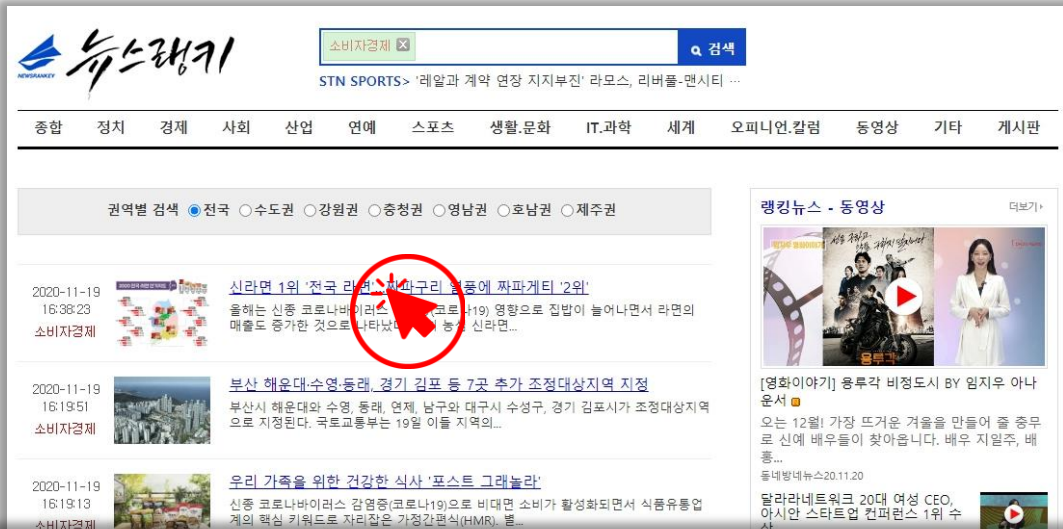 NEWSRANKEY
뉴스랭키
소비자경제
검색
STN SPORTS> '레알과 계약 연장 지지부진' 라모스, 리버풀-맨시티 ···
종합 정치 경제 사회 산업 연예 스포츠 생활.문화 IT.과학 세계 오피니언.칼럼 동영상 기타 게시판
권역별 검색 전국 수도권 강원권 충청권 영남권 호남권 제주권
2020-11-19
16:38:23
소비자경제
신라면 1위 '전국 라면'...짜파구리 열풍에 짜파게티 '2위'
올해는 신종 코로나바이러스 (코로나19) 영향으로 집밥이 늘어나면서 라면의
매출도 증가한 것으로 나타났 농심 신라면...
2020-11-19
16:19:51
소비자경제
부산 해운대·수영·동래, 경기 김포 등 7곳 추가 조정대상지역 지정
부산시 해운대와 수영, 동래, 연제, 남구와 대구시 수성구, 경기 김포시가 조정대상지역
으로 지정된다. 국토교통부는 19일 이들 지역의...
2020-11-19
16:19:13
소비자경제
우리 가족을 위한 건강한 식사 '포스트 그래놀라'
신종 코로나바이러스 감염증(코로나19)으로 비대면 소비가 활성화되면서 식품유통업
계의 핵심 키워드로 자리잡은 가정간편식(HMR). 별...
랭킹뉴스 - 동영상
더보기
용루각
[영화이야기] 용루각 비정도시 BY 임지우 아나
운서
오는 12월! 가장 뜨거운 겨울을 만들어 줄 충무
로 신예 배우들이 찾아옵니다. 배우 지일주, 배
홍...
동네방네뉴스20.11.20
달라라네트워크 20대 여성 CEO,
아시안 스타트업 컨퍼런스 1위 수
상